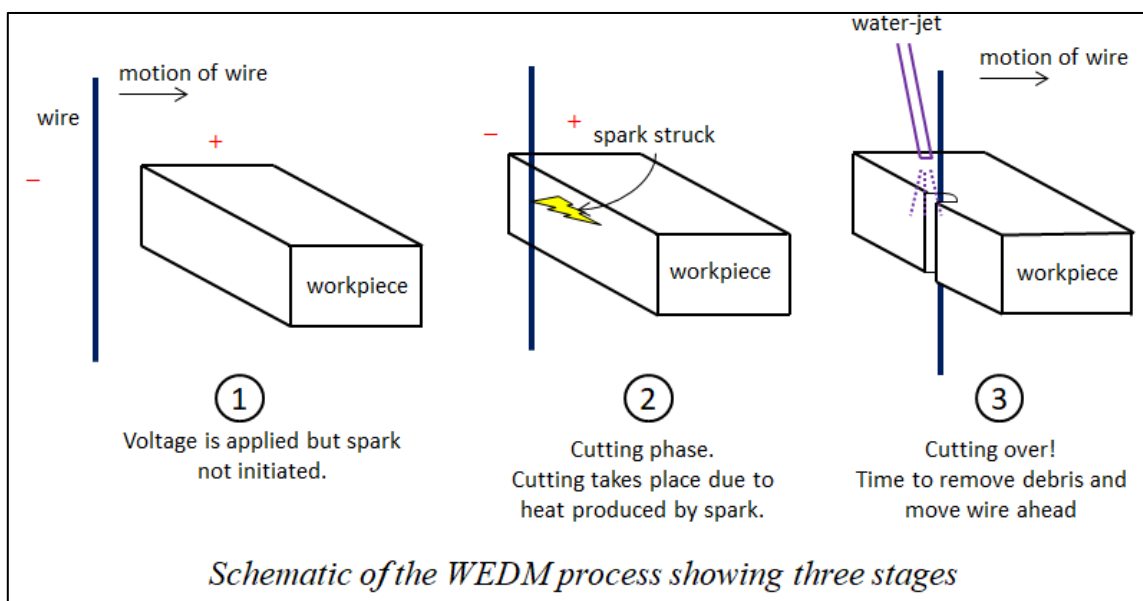 motion of wire
wire
+
–
workpiece
1
Voltage is applied but spark
not initiated.
–
+
spark struck
workpiece
2
Cutting phase.
Cutting takes place due to
heat produced by spark.
water-jet
motion of wire
workpiece
3
Cutting over!
Time to remove debris and
move wire ahead
Schematic of the WEDM process showing three stages